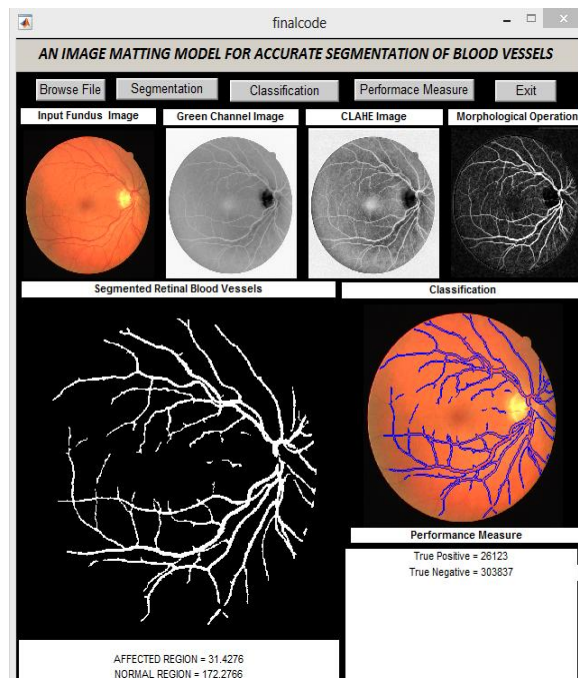 finalcode
AN IMAGE MATTING MODEL FOR ACCURATE SEGMENTATION OF BLOOD VESSELS
Browse File Segmentation Classification Performace Measure Exit
Input Fundus Image Green Channel Image CLAHE Image Morphological Operation
Segmented Retinal Blood Vessels Classification
Performance Measure
True Positive = 26123
True Negative = 303837
AFFECTED REGION = 31.4276
NORMAL REGION = 172.2766